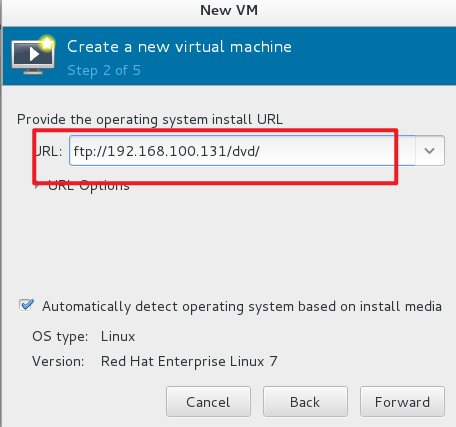 New VM
Create a new virtual machine
Step 2 of 5
Provide the operating system install URL
URL: ftp://192.168.100.131/dvd/
URL Options
Automatically detect operating system based on install media
OS type: Linux
Version: Red Hat Enterprise Linux 7
Cancel Back Forward